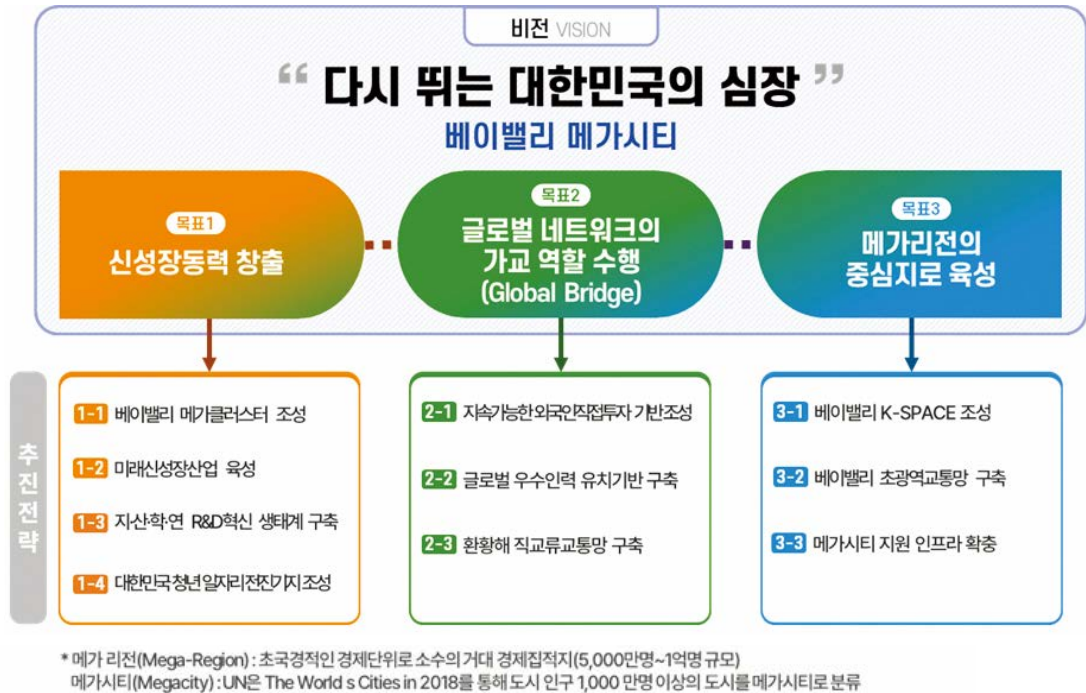 비전 VISION
“ 다시 뛰는 대한민국의 심장 ”
베이밸리 메가시티
목표1
신성장동력 창출
목표2
글로벌 네트워크의
가교 역할 수행
(Global Bridge)
목표3
메가리전의
중심지로 육성
추진전략
1-1 베이밸리 메가클러스터 조성
1-2 미래신성장산업 육성
1-3 지·산·학·연 R&D혁신 생태계 구축
1-4 대한민국 청년 일자리 전진기지 조성
2-1 지속가능한 외국인직접투자 기반조성
2-2 글로벌 우수인력 유치기반 구축
2-3 환황해 직교류교통망 구축
3-1 베이밸리 K-SPACE 조성
3-2 베이밸리 초광역교통망 구축
3-3 메가시티 지원 인프라 확충
* 메가 리전(Mega-Region) : 초국경적인 경제단위로 소수의 거대 경제집적지(5,000만명~1억명 규모)
메가시티(Megacity) : UN은 The World s Cities in 2018를 통해 도시 인구 1,000 만명 이상의 도시를 메가시티로 분류